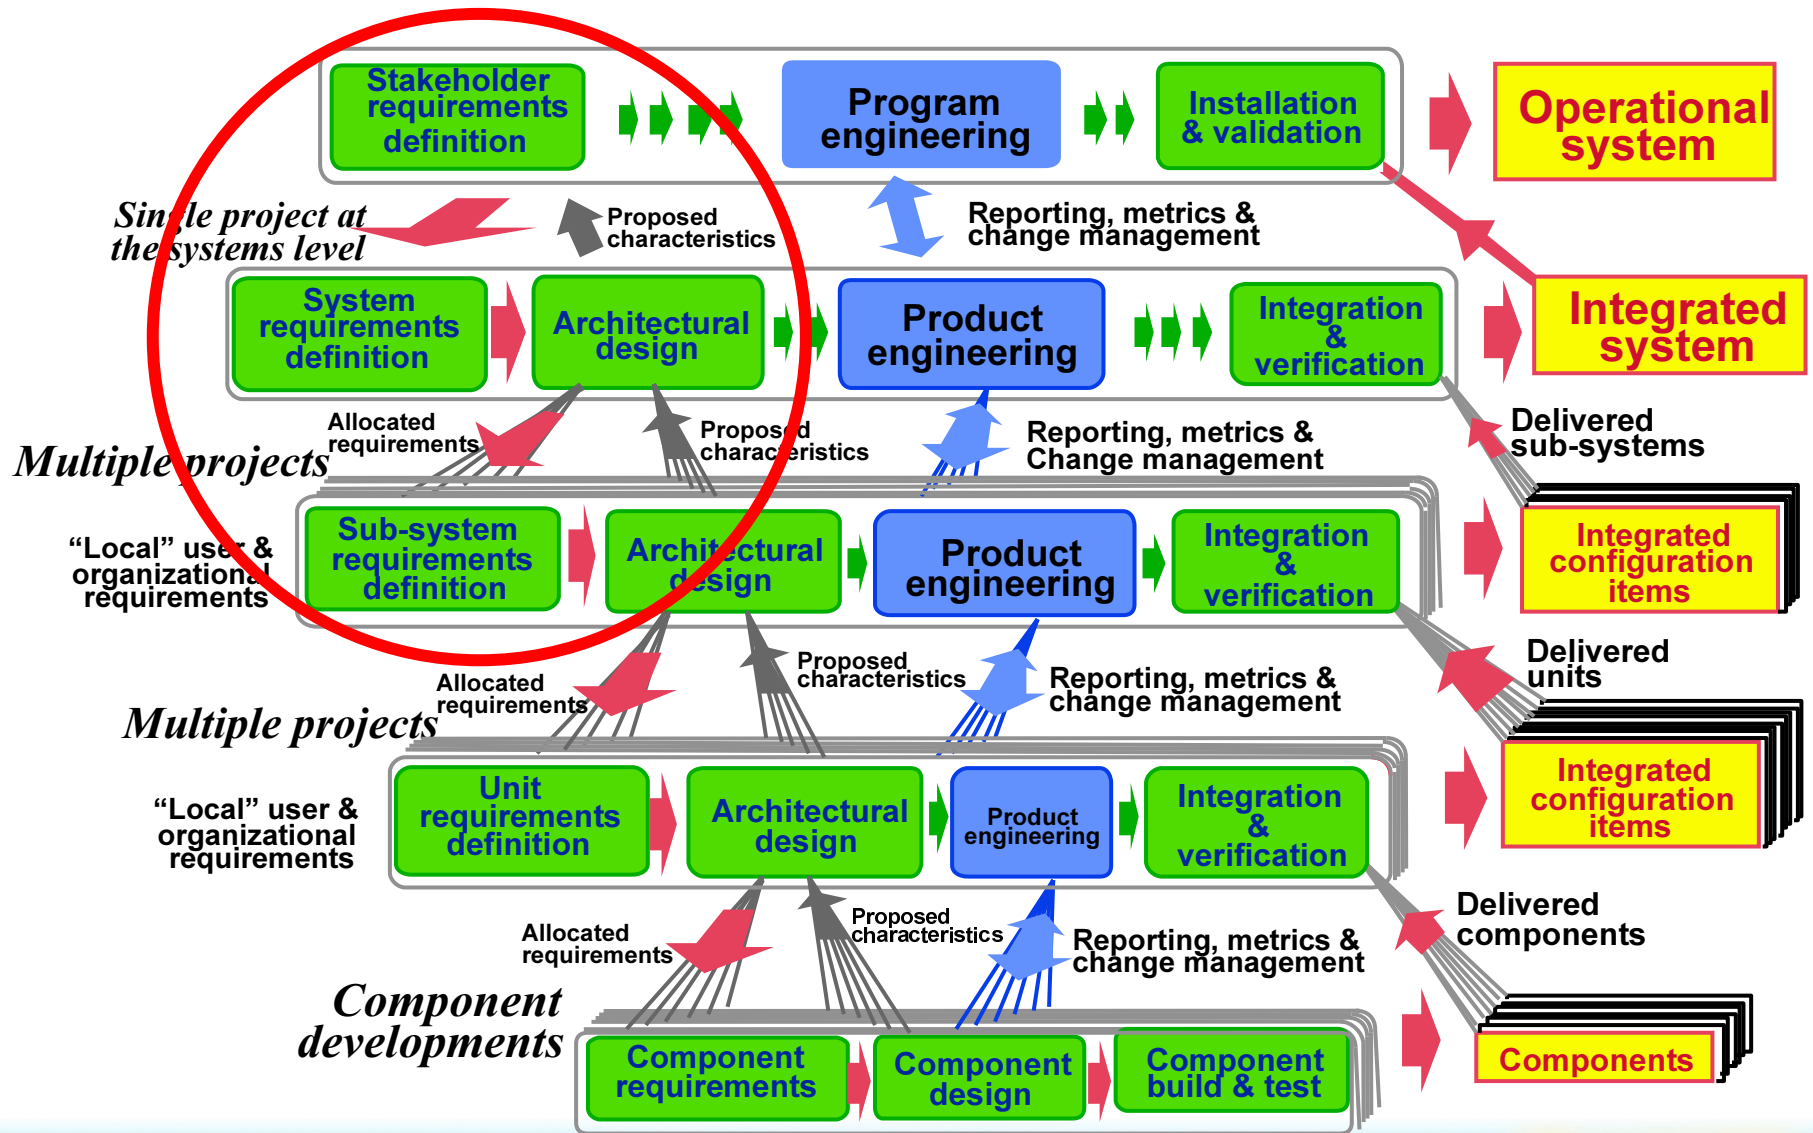 Stakeholder
requirements
definition
Program
engineering
Installation
& validation
Operational
system
Single project at
the systems level
Proposed
characteristics
Reporting, metrics &
change management
System
requirements
definition
Architectural
design
Product
engineering
Integration
&
verification
Integrated
system
Allocated
requirements
Proposed
characteristics
Reporting, metrics &
Change management
Delivered
sub-systems
Multiple projects
“Local” user &
organizational
requirements
Sub-system
requirements
definition
Architectural
design
Product
engineering
Integration
&
verification
Integrated
configuration
items
Allocated
requirements
Proposed
characteristics
Reporting, metrics &
change management
Delivered
units
Multiple projects
“Local” user &
organizational
requirements
Unit
requirements
definition
Architectural
design
Product
engineering
Integration
&
verification
Integrated
configuration
items
Allocated
requirements
Proposed
characteristics
Reporting, metrics &
change management
Delivered
components
Component
developments
Component
requirements
Component
design
Component
build & test
Components